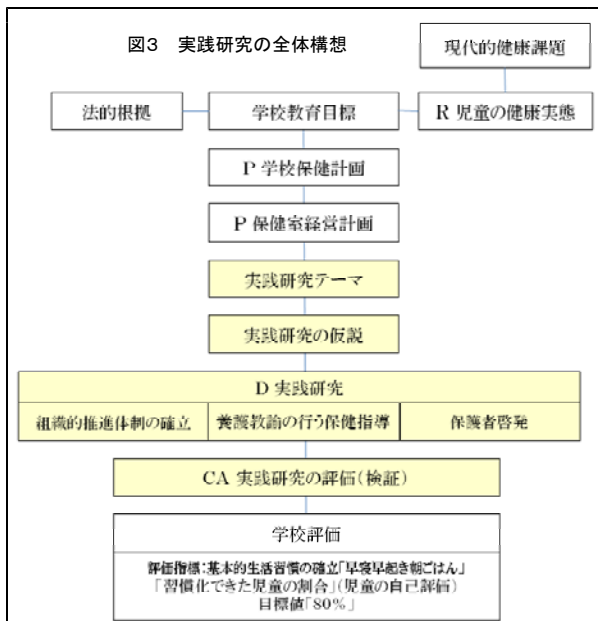 図3 実践研究の全体構想
現代的健康課題
法的根拠
学校教育目標
R 児童の健康実態
P 学校保健計画
P 保健室経営計画
実践研究テーマ
実践研究の仮説
D 実践研究
組織的推進体制の確立
養護教諭の行う保健指導
保護者啓発
CA 実践研究の評価(検証)
学校評価
評価指標:基本的生活習慣の確立「早寝早起き朝ごはん」
「習慣化できた児童の割合」(児童の自己評価)
目標値「80%」